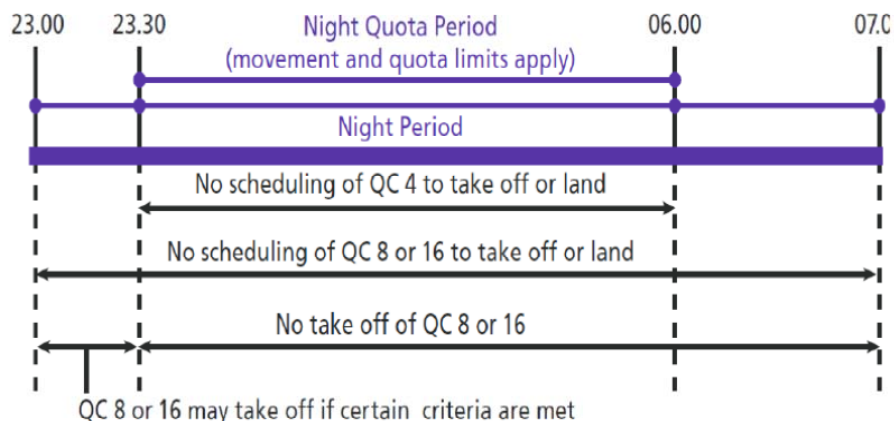 23.00 23.30 Night Quota Period 06.00 07.0
(movement and quota limits apply)
Night Period
No scheduling of QC 4 to take off or land
No scheduling of QC 8 or 16 to take off or land
No take off of QC 8 or 16
QC 8 or 16 may take off if certain criteria are met